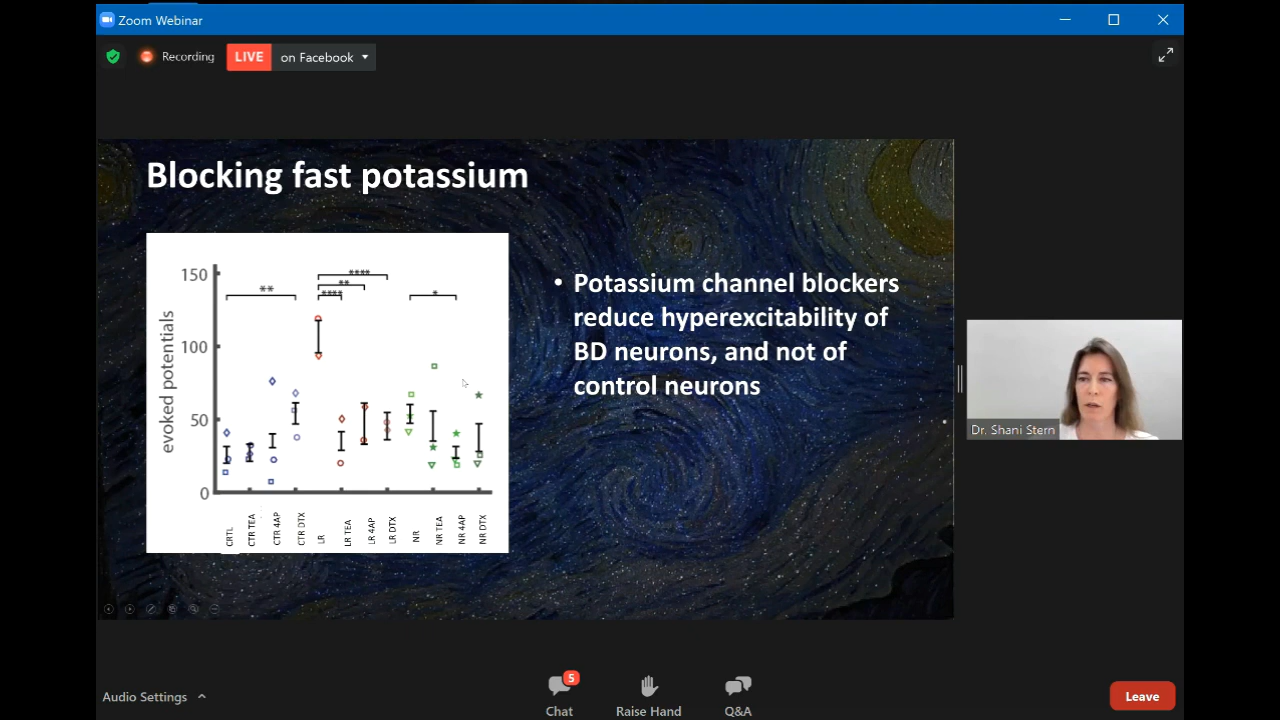 Zoom Webinar
Recording
LIVE
on Facebook
Blocking fast potassium
150
100
50
0
evoked potentials
**
****
**
****
*
CRTL
CTR TEA
CTR 4AP
CTR DTX
LR
LR TEA
LR 4AP
LR DTX
NR
NR TEA
NR 4AP
NR DTX
• Potassium channel blockers
reduce hyperexcitability of
BD neurons, and not of
control neurons
Dr. Shani Stern
Audio Settings
5
Chat
Raise Hand
Q&A
Leave